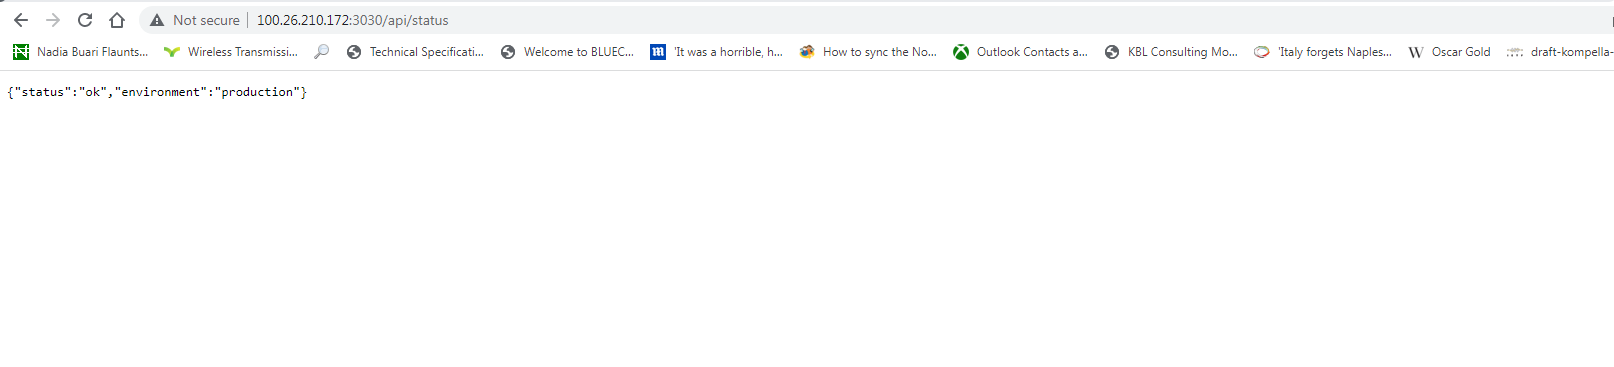 Not secure 100.26.210.172:3030/api/status
Nadia Buari Flaunts... Wireless Transmissi... Technical Specificati... Welcome to BLUEC... m 'It was a horrible, h... How to sync the No... Outlook Contacts a... KBL Consulting Mo... 'Italy forgets Naples... W Oscar Gold draft-kompella-
{"status":"ok","environment":"production"}